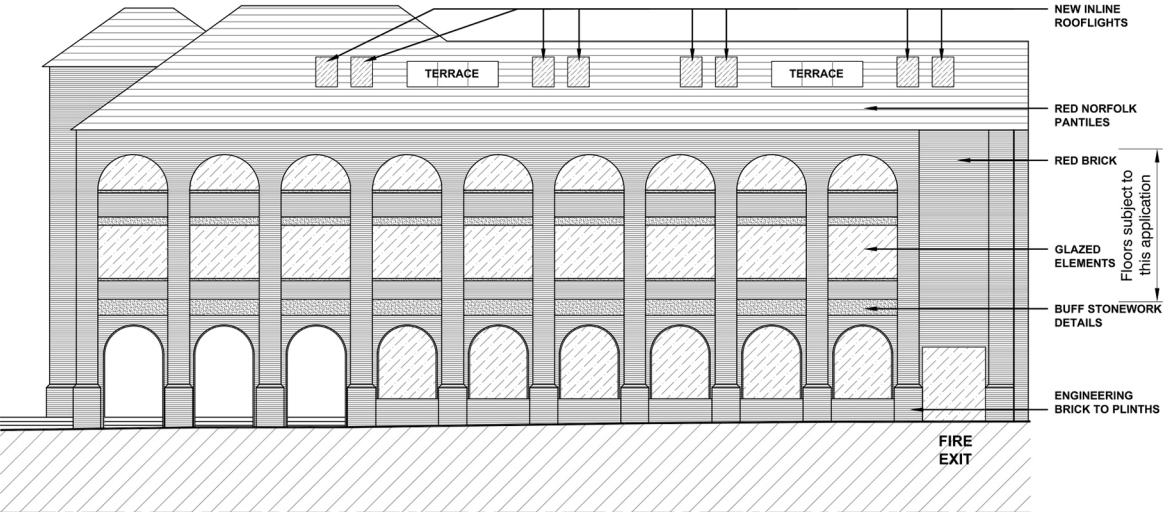 NEW INLINE
ROOFLIGHTS
TERRACE
TERRACE
RED NORFOLK
PANTILES
RED BRICK
Floors subject to
this application
GLAZED
ELEMENTS
BUFF STONEWORK
DETAILS
ENGINEERING
BRICK TO PLINTHS
FIRE
EXIT